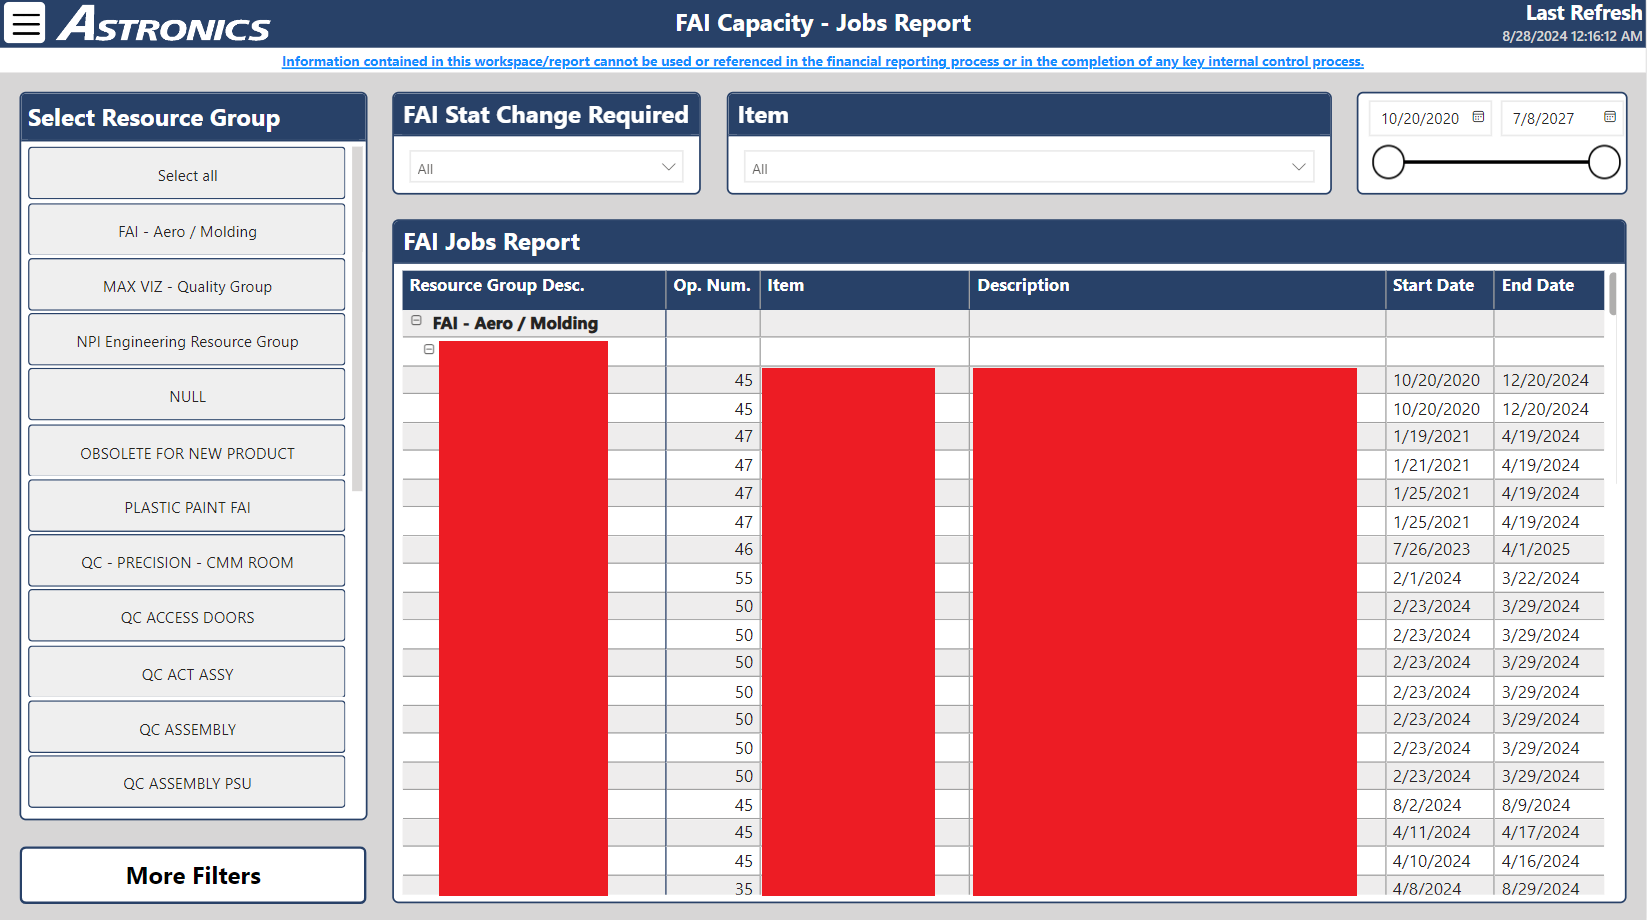 ASTRONICS
FAI Capacity - Jobs Report
Last Refresh
8/28/2024 12:16:12 AM
Information contained in this workspace/report cannot be used or referenced in the financial reporting process or in the completion of any key internal control process.
Select Resource Group
Select all
FAI - Aero / Molding
MAX VIZ - Quality Group
NPI Engineering Resource Group
NULL
OBSOLETE FOR NEW PRODUCT
PLASTIC PAINT FAI
QC - PRECISION - CMM ROOM
QC ACCESS DOORS
QC ACT ASSY
QC ASSEMBLY
QC ASSEMBLY PSU
More Filters
FAI Stat Change Required
All
Item
All
10/20/2020 7/8/2027
FAI Jobs Report
Resource Group Desc. Op. Num. Item Description Start Date End Date
FAI - Aero / Molding
45 10/20/2020 12/20/2024
45 10/20/2020 12/20/2024
47 1/19/2021 4/19/2024
47 1/21/2021 4/19/2024
47 1/25/2021 4/19/2024
47 1/25/2021 4/19/2024
46 7/26/2023 4/1/2025
55 2/1/2024 3/22/2024
50 2/23/2024 3/29/2024
50 2/23/2024 3/29/2024
50 2/23/2024 3/29/2024
50 2/23/2024 3/29/2024
50 2/23/2024 3/29/2024
50 2/23/2024 3/29/2024
50 2/23/2024 3/29/2024
45 8/2/2024 8/9/2024
45 4/11/2024 4/17/2024
45 4/10/2024 4/16/2024
35 4/8/2024 8/29/2024